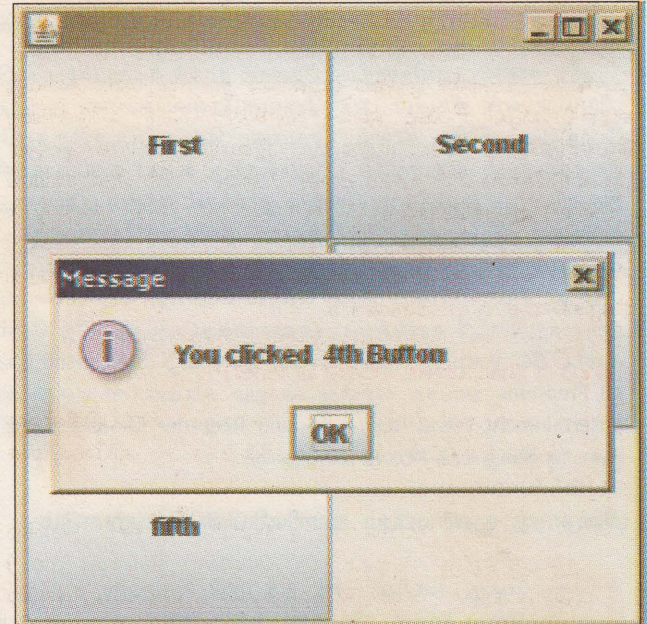 First
Second
Message
i
You clicked 4th Button
OK
fifth